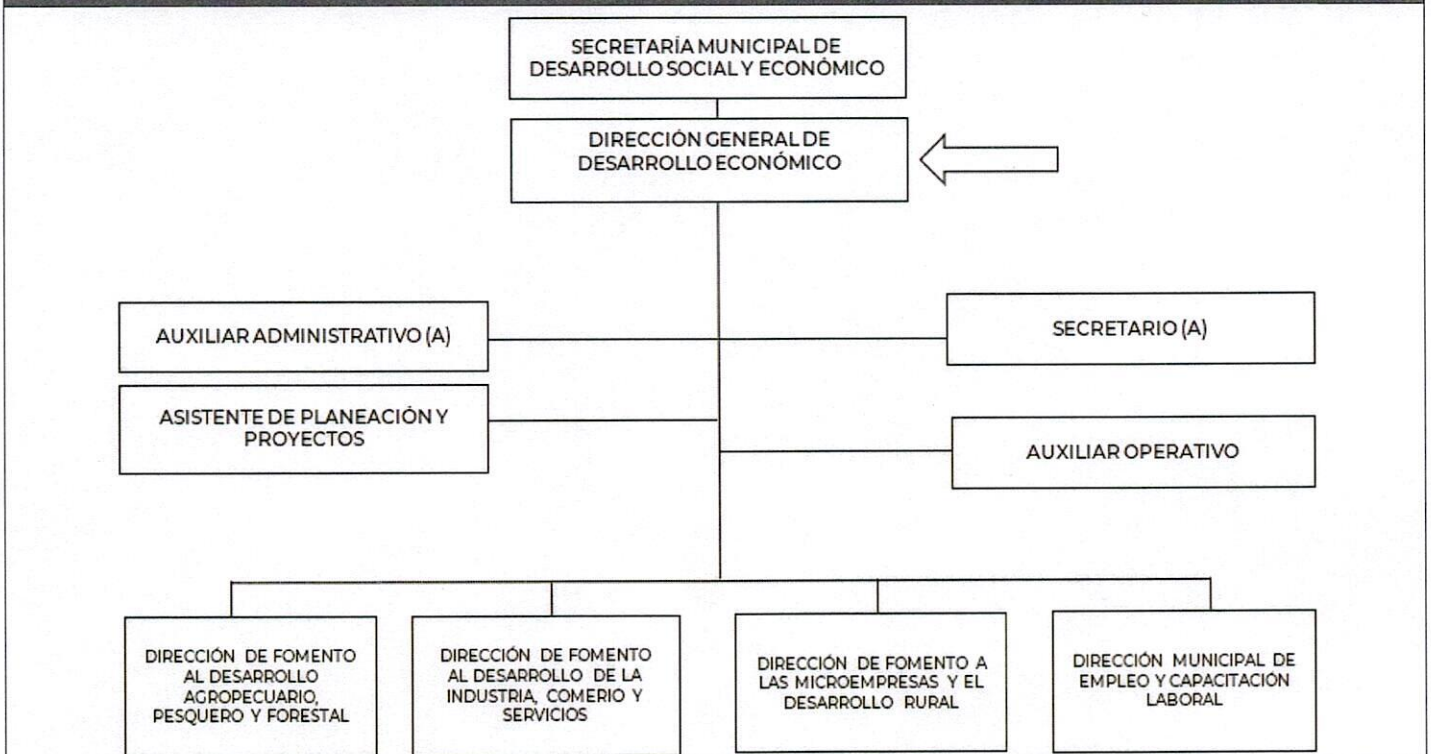 SECRETARÍA MUNICIPAL DE
DESARROLLO SOCIAL Y ECONÓMICO
DIRECCIÓN GENERAL DE
DESARROLLO ECONÓMICO
AUXILIAR ADMINISTRATIVO (A)
SECRETARIO (A)
ASISTENTE DE PLANEACIÓN Y
PROYECTOS
AUXILIAR OPERATIVO
DIRECCIÓN DE FOMENTO
AL DESARROLLO
AGROPECUARIO,
PESQUERO Y FORESTAL
DIRECCIÓN DE FOMENTO
AL DESARROLLO DE LA
INDUSTRIA, COMERIO Y
SERVICIOS
DIRECCIÓN DE FOMENTO A
LAS MICROEMPRESAS Y EL
DESARROLLO RURAL
DIRECCIÓN MUNICIPAL DE
EMPLEO Y CAPACITACIÓN
LABORAL